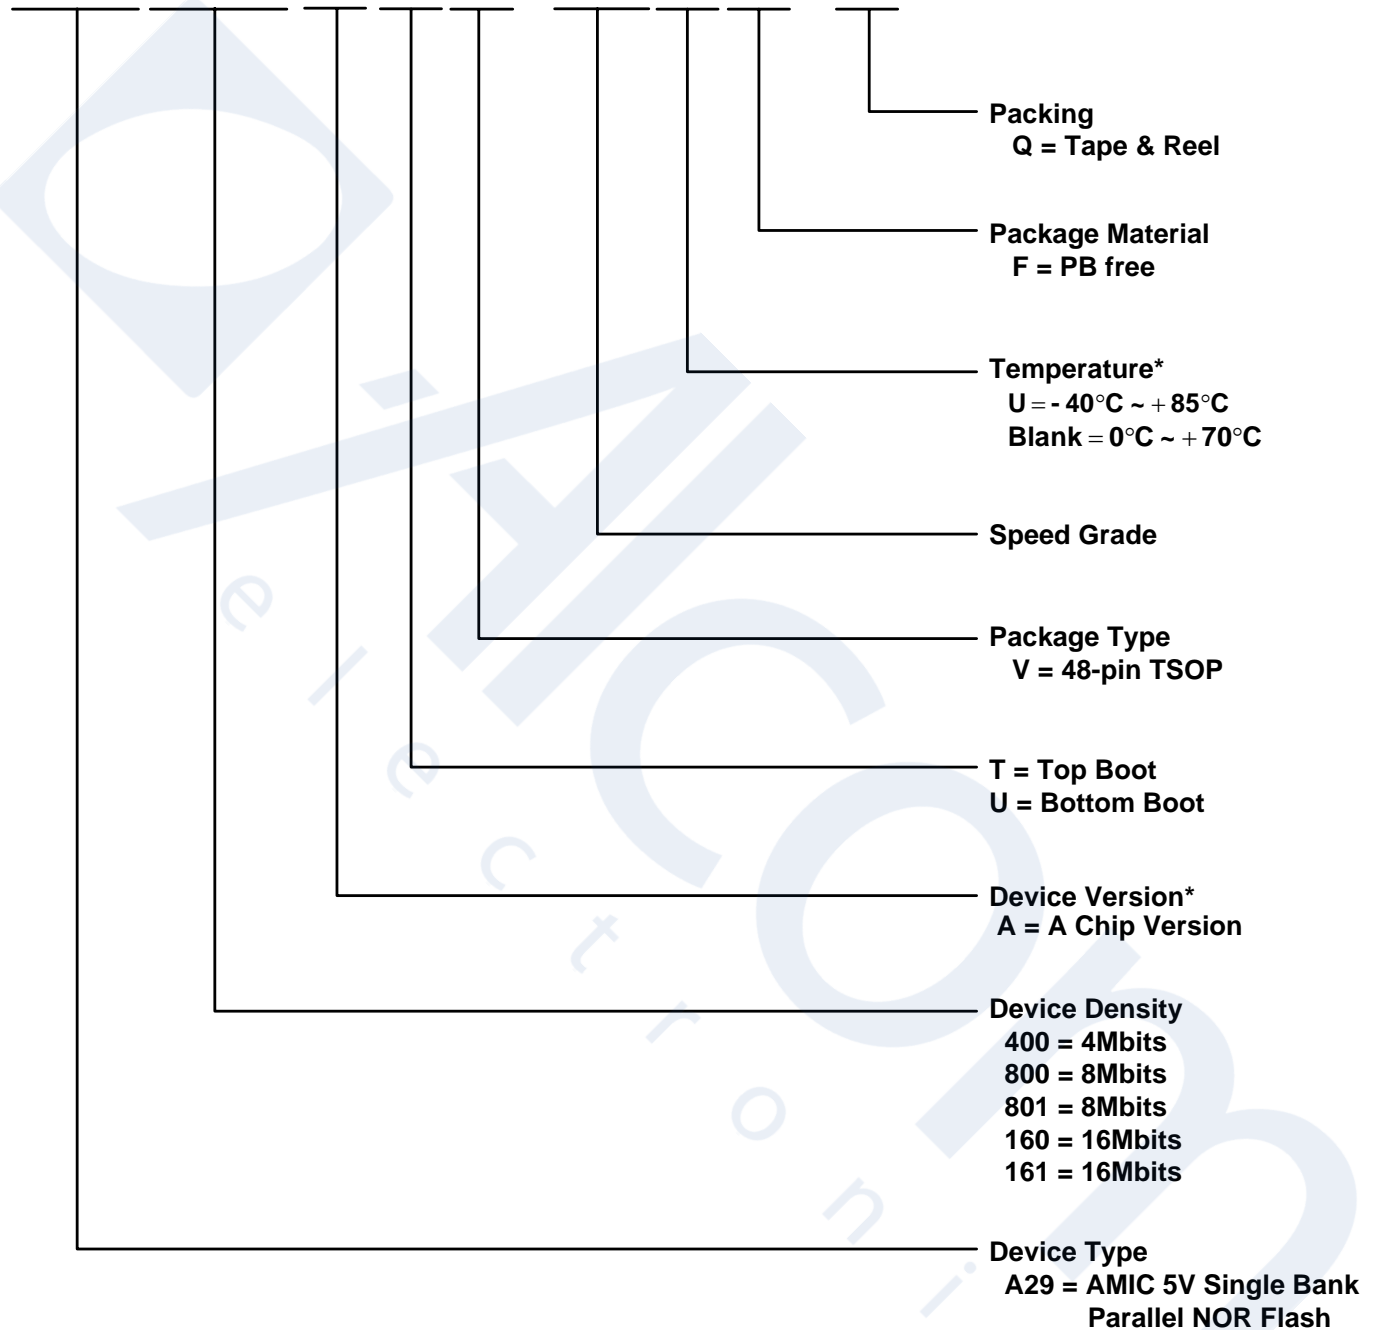 Packing
Q = Tape & Reel
Package Material
F = PB free
Temperature*
U = - 40°C ~ + 85°C
Blank = 0°C ~ + 70°C
Speed Grade
Package Type
V = 48-pin TSOP
T = Top Boot
U = Bottom Boot
Device Version*
A = A Chip Version
Device Density
400 = 4Mbits
800 = 8Mbits
801 = 8Mbits
160 = 16Mbits
161 = 16Mbits
Device Type
A29 = AMIC 5V Single Bank
Parallel NOR Flash
AICom
electroni